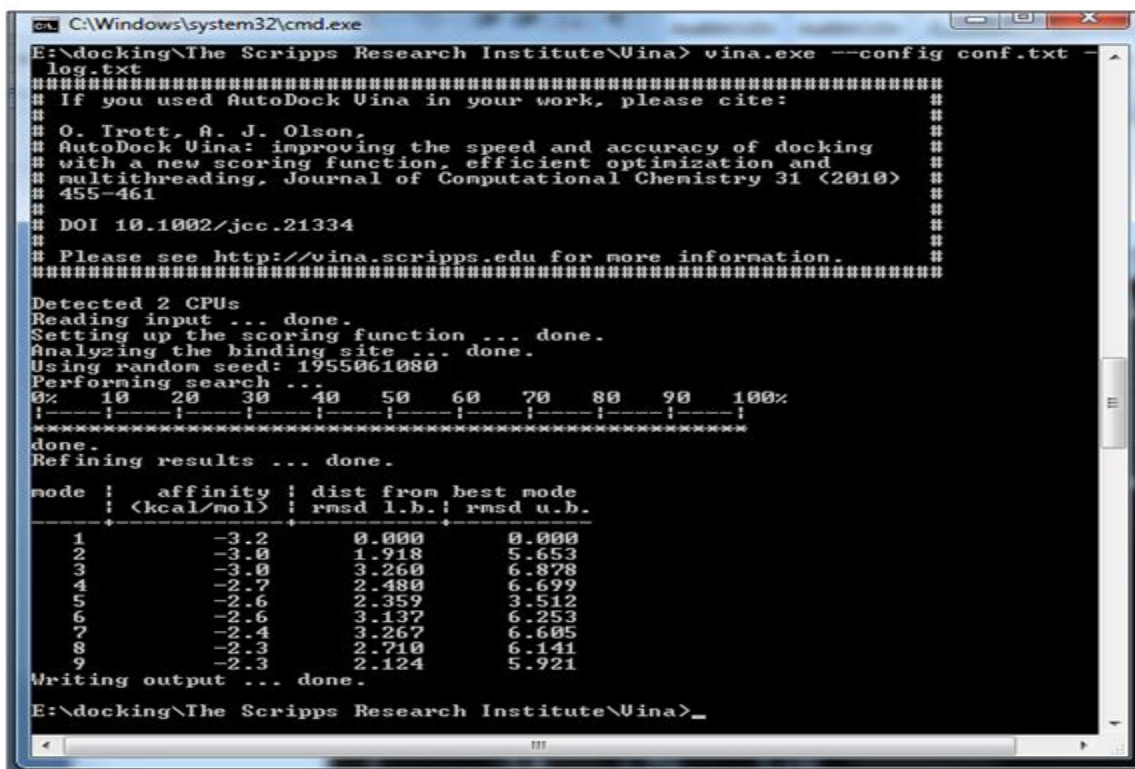 C:\Windows\system32\cmd.exe
E:\docking\The Scripps Research Institute\Vina> vina.exe --config conf.txt -
log.txt
#################################################################
# If you used AutoDock Vina in your work, please cite: #
# #
# O. Trott, A. J. Olson, #
# AutoDock Vina: improving the speed and accuracy of docking #
# with a new scoring function, efficient optimization and #
# multithreading, Journal of Computational Chemistry 31 (2010) #
# 455-461 #
# #
# DOI 10.1002/jcc.21334 #
# #
# Please see http://vina.scripps.edu for more information. #
#################################################################
Detected 2 CPUs
Reading input ... done.
Setting up the scoring function ... done.
Analyzing the binding site ... done.
Using random seed: 1955061080
Performing search ...
0% 10 20 30 40 50 60 70 80 90 100%
|----|----|----|----|----|----|----|----|----|----|
***************************************************
done.
Refining results ... done.
mode | affinity | dist from best mode
| (kcal/mol) | rmsd l.b.| rmsd u.b.
-----+------------+----------+----------
1 -3.2 0.000 0.000
2 -3.0 1.918 5.653
3 -3.0 3.260 6.878
4 -2.7 2.480 6.699
5 -2.6 2.359 3.512
6 -2.6 3.137 6.253
7 -2.4 3.267 6.605
8 -2.3 2.710 6.141
9 -2.3 2.124 5.921
Writing output ... done.
E:\docking\The Scripps Research Institute\Vina>_